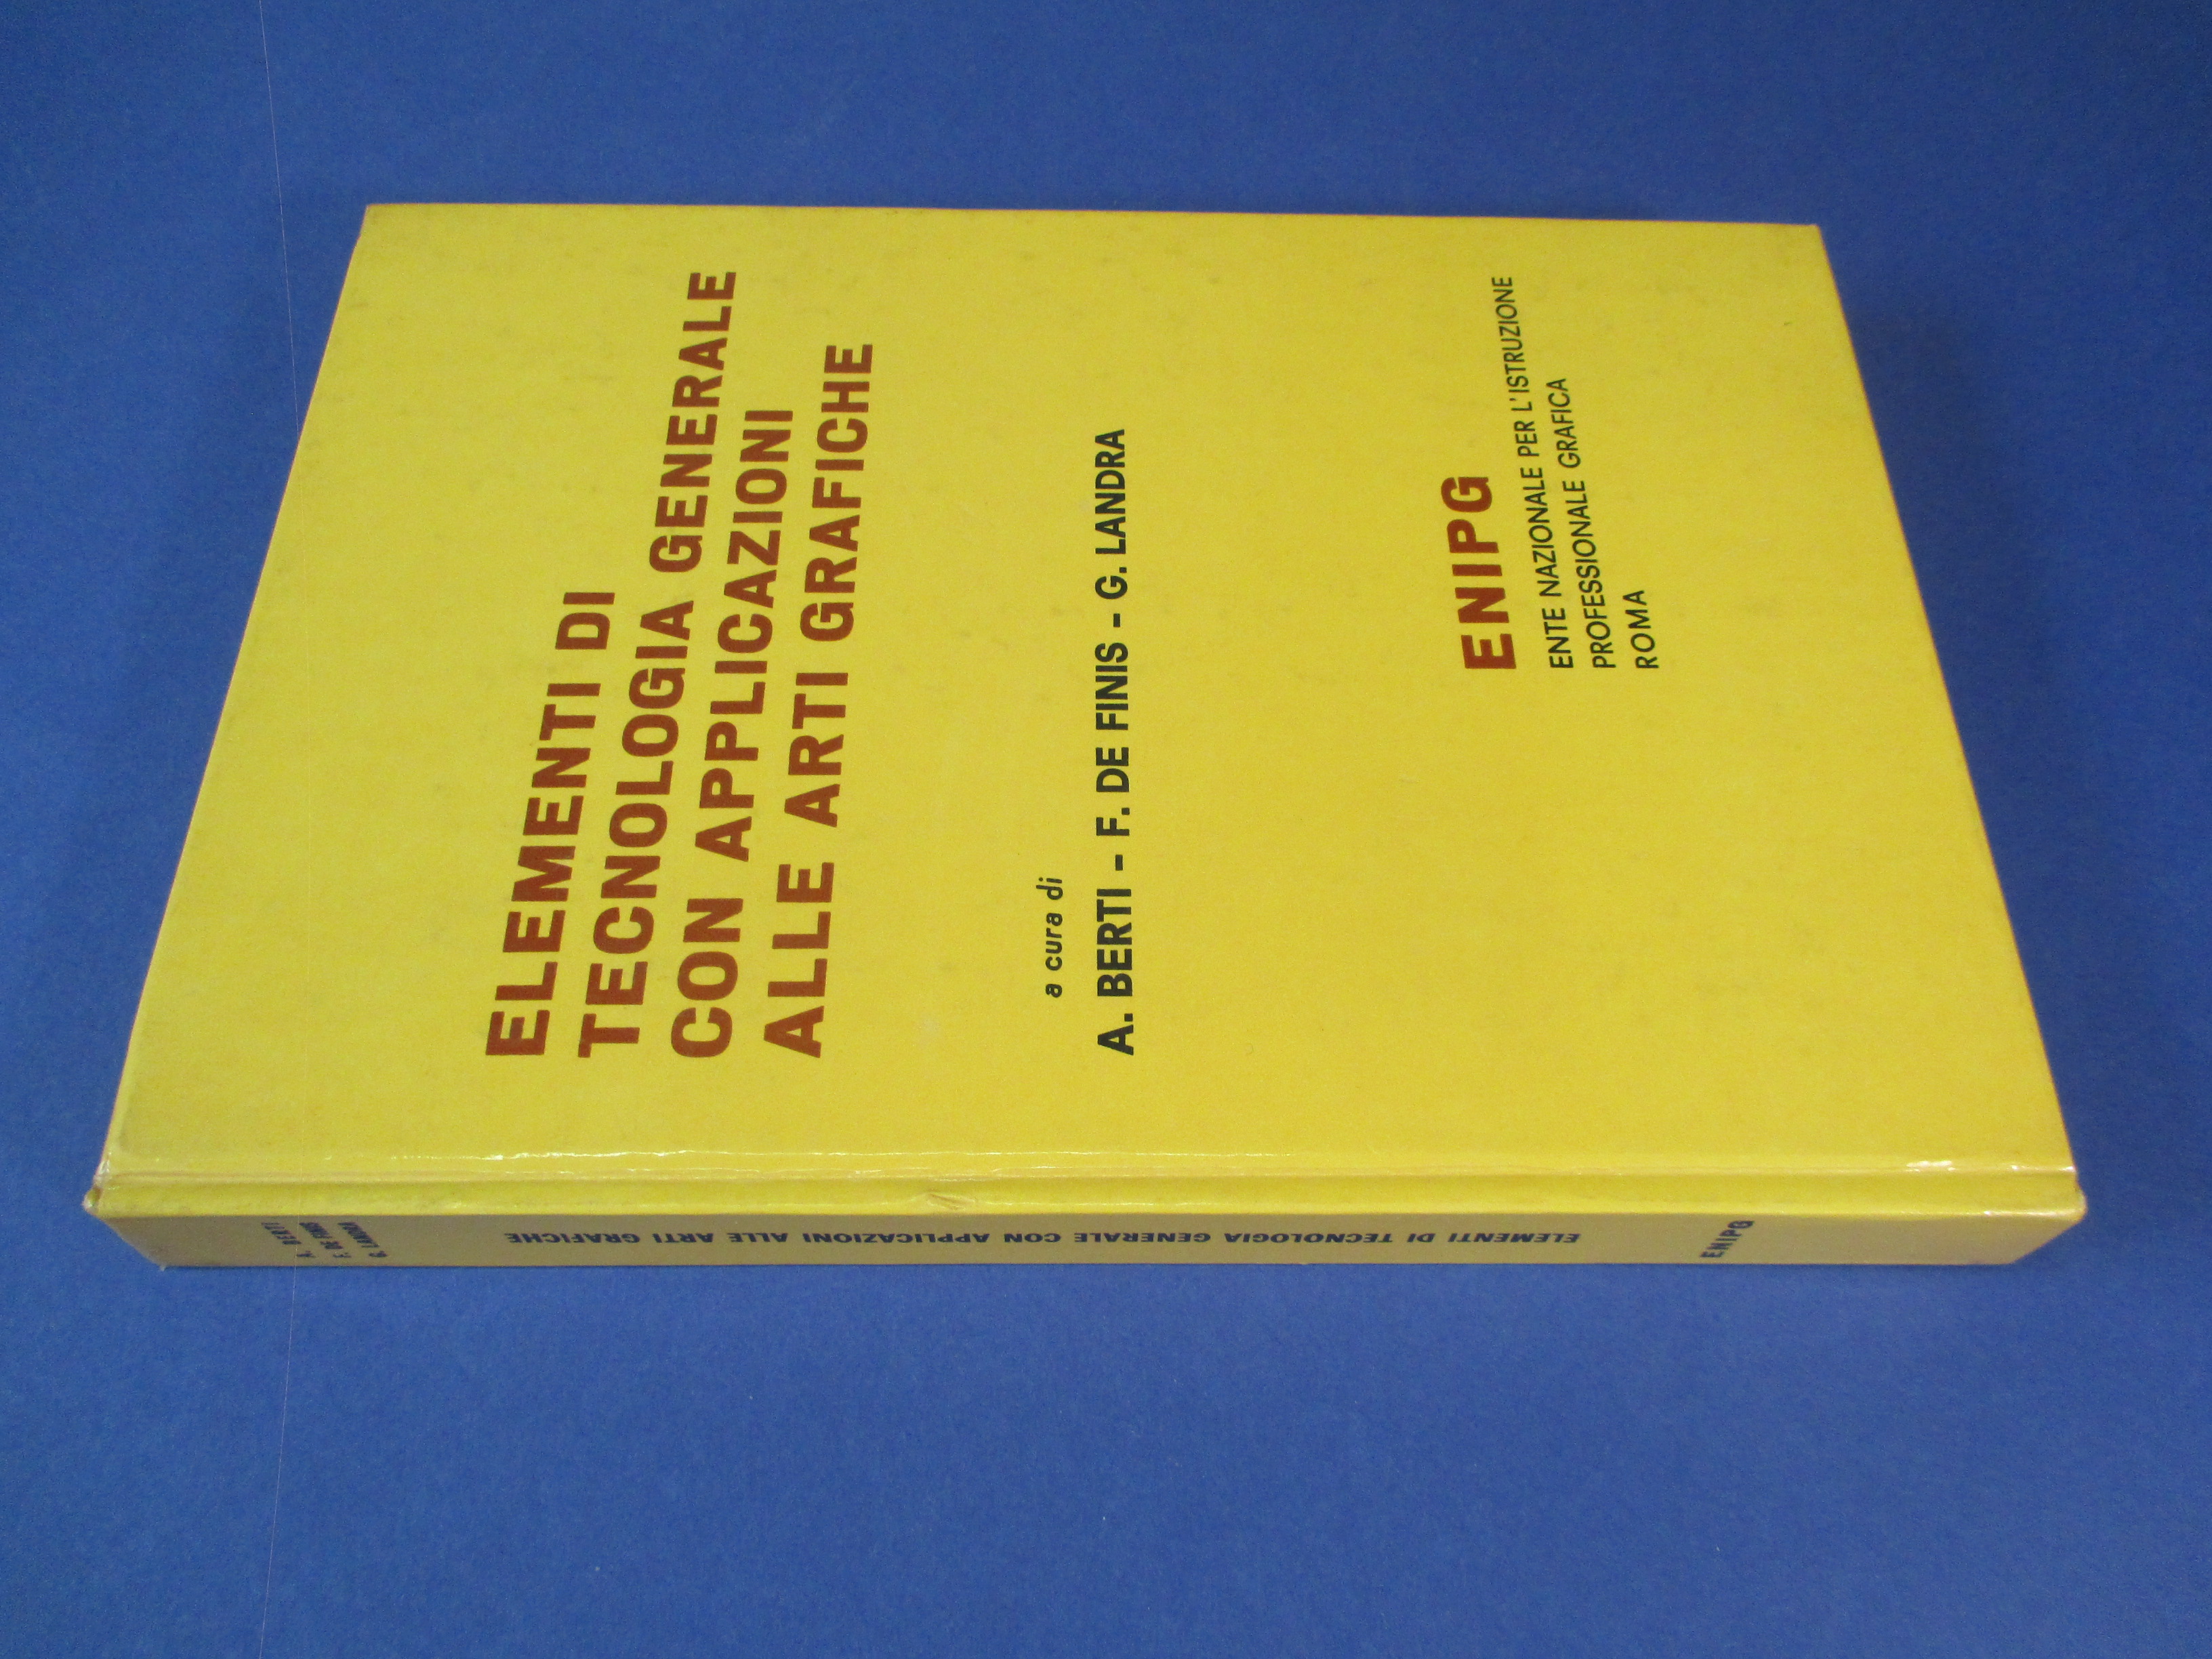 ELEMENTI DI
TECNOLOGIA GENERALE
CON APPLICAZIONI
ALLE ARTI GRAFICHE
a cura di
A. BERTI – F. DE FINIS – G. LANDRA
ENIPG
ENTE NAZIONALE PER L'ISTRUZIONE
PROFESSIONALE GRAFICA
ROMA
A. BERTI
F. DE FINIS
G. LANDRA
ELEMENTI DI TECNOLOGIA GENERALE CON APPLICAZIONI ALLE ARTI GRAFICHE
ENIPG